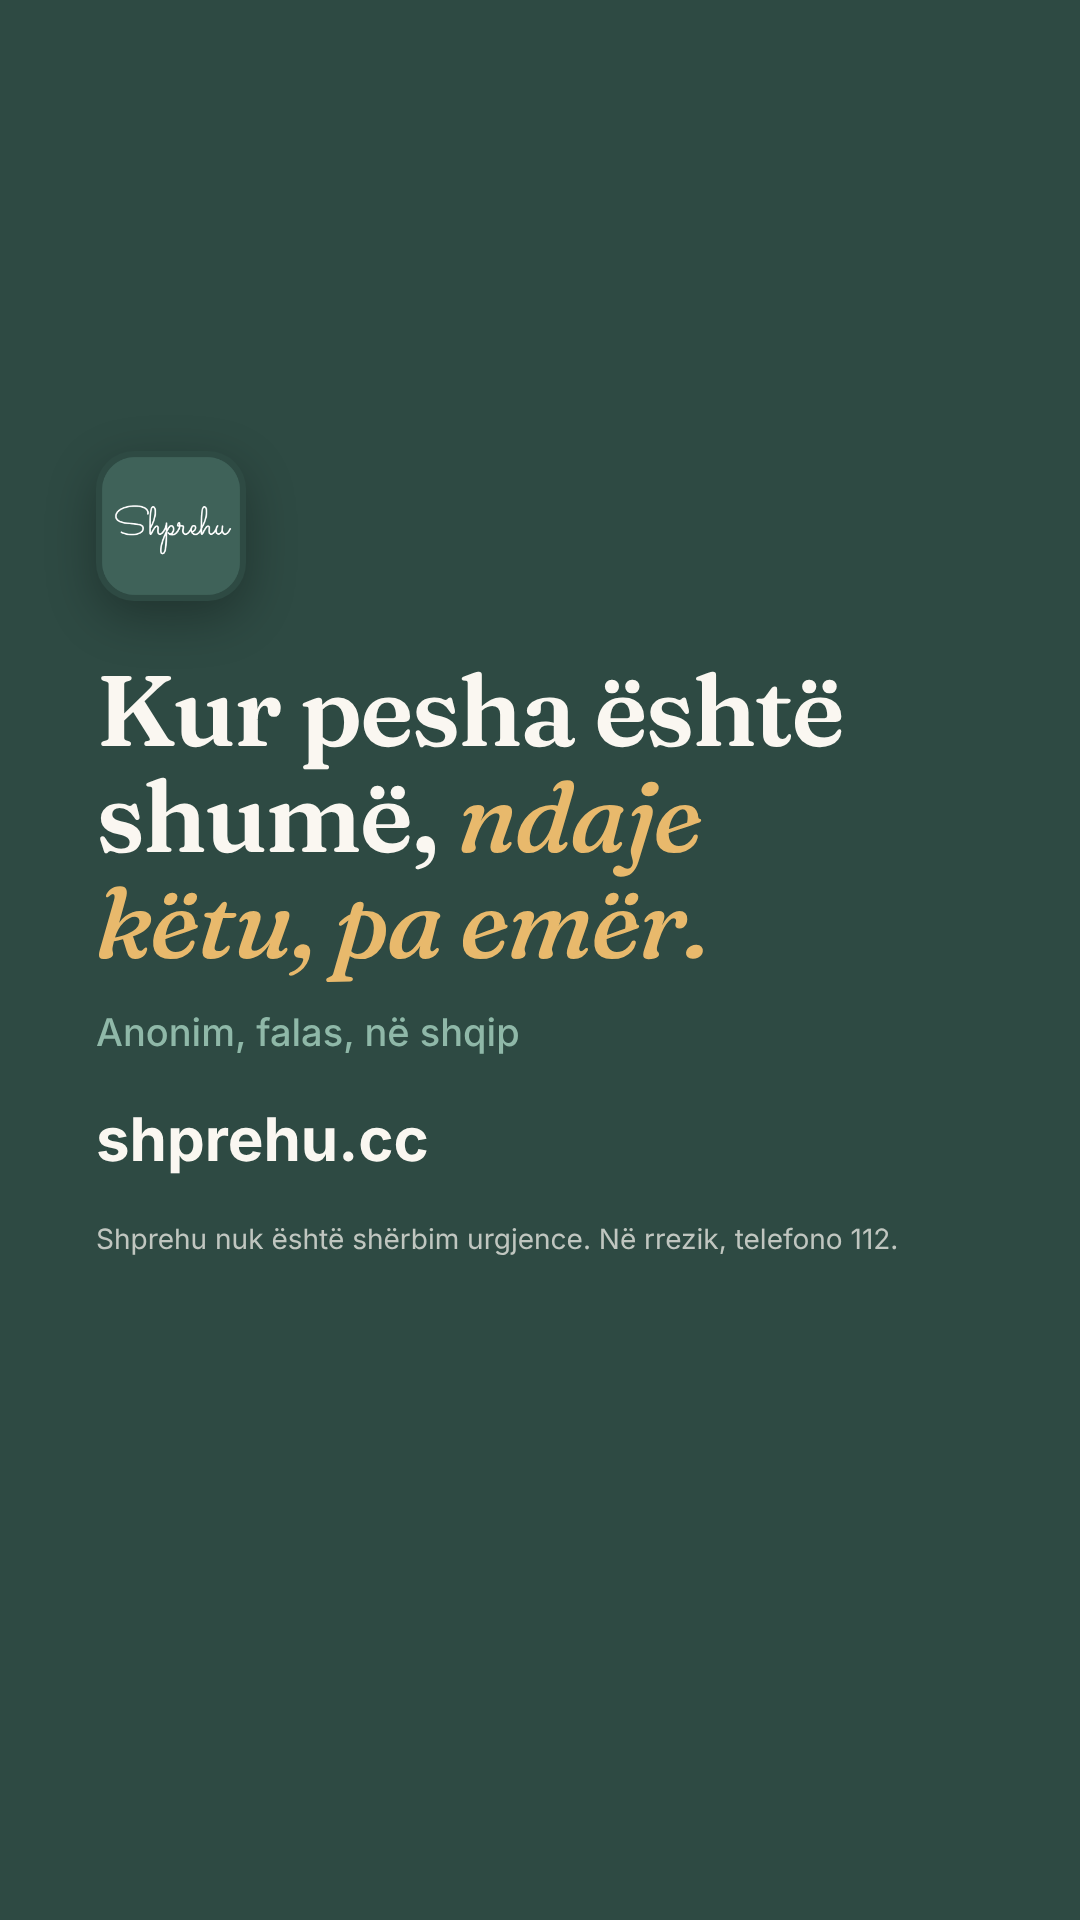 Shprehu
Kur pesha është
shumë, ndaje
këtu, pa emër.
Anonim, falas, në shqip
shprehu.cc
Shprehu nuk është shërbim urgjence. Në rrezik, telefono 112.